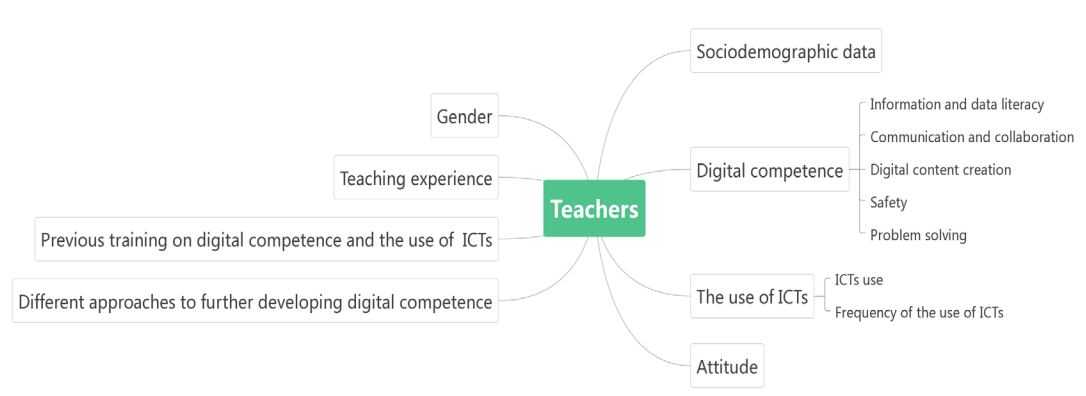 Sociodemographic data
Gender
Information and data literacy
Communication and collaboration
Teaching experience
Digital competence
Digital content creation
Teachers
Safety
Previous training on digital competence and the use of ICTs
Problem solving
Different approaches to further developing digital competence
The use of ICTs
ICTs use
Frequency of the use of ICTs
Attitude